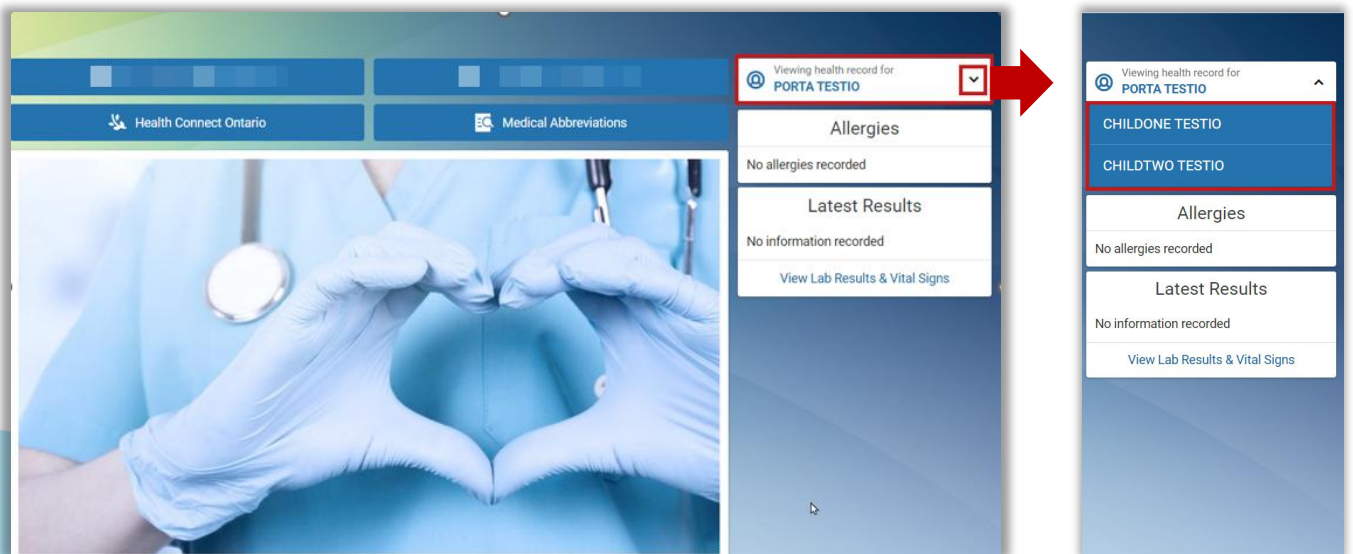 Viewing health record for
PORTA TESTIO
Health Connect Ontario
Medical Abbreviations
Allergies
No allergies recorded
Latest Results
No information recorded
View Lab Results & Vital Signs
Viewing health record for
PORTA TESTIO
CHILDONE TESTIO
CHILDTWO TESTIO
Allergies
No allergies recorded
Latest Results
No information recorded
View Lab Results & Vital Signs